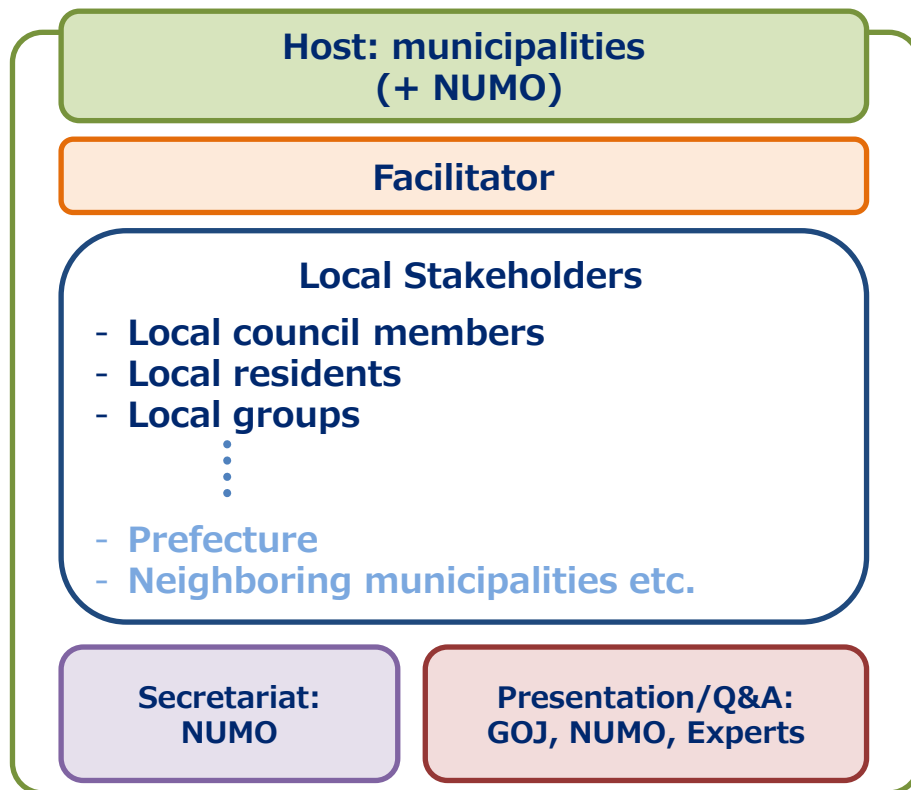 Host: municipalities
(+ NUMO)
Facilitator
Local Stakeholders
- Local council members
- Local residents
- Local groups
- Prefecture
- Neighboring municipalities etc.
Secretariat:
NUMO
Presentation/Q&A:
GOJ, NUMO, Experts